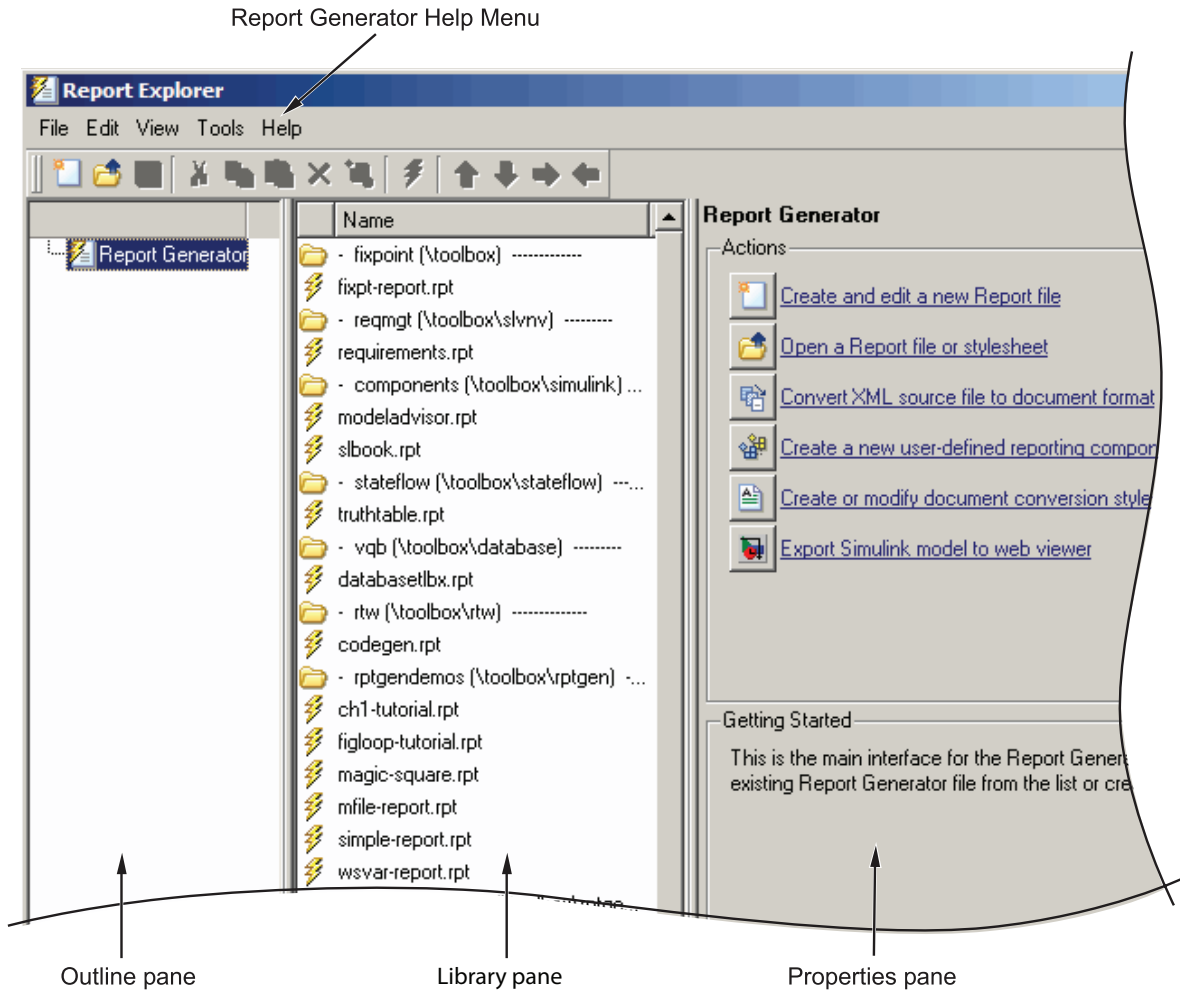 Report Generator Help Menu
Report Explorer
File Edit View Tools Help
Report Generator
Name
- fixpoint (\toolbox) -------------
fixpt-report.rpt
- reqmgt (\toolbox\slvnv) ---------
requirements.rpt
- components (\toolbox\simulink) ...
modeladvisor.rpt
slbook.rpt
- stateflow (\toolbox\stateflow) ---...
truthtable.rpt
- vqb (\toolbox\database) ---------
databasetlbx.rpt
- rtw (\toolbox\rtw) --------------
codegen.rpt
- rptgendemos (\toolbox\rptgen) -...
ch1-tutorial.rpt
figloop-tutorial.rpt
magic-square.rpt
mfile-report.rpt
simple-report.rpt
wsvar-report.rpt
Report Generator
Actions
Create and edit a new Report file
Open a Report file or stylesheet
Convert XML source file to document format
Create a new user-defined reporting compon
Create or modify document conversion style
Export Simulink model to web viewer
Getting Started
This is the main interface for the Report Gener
existing Report Generator file from the list or cre
Outline pane
Library pane
Properties pane